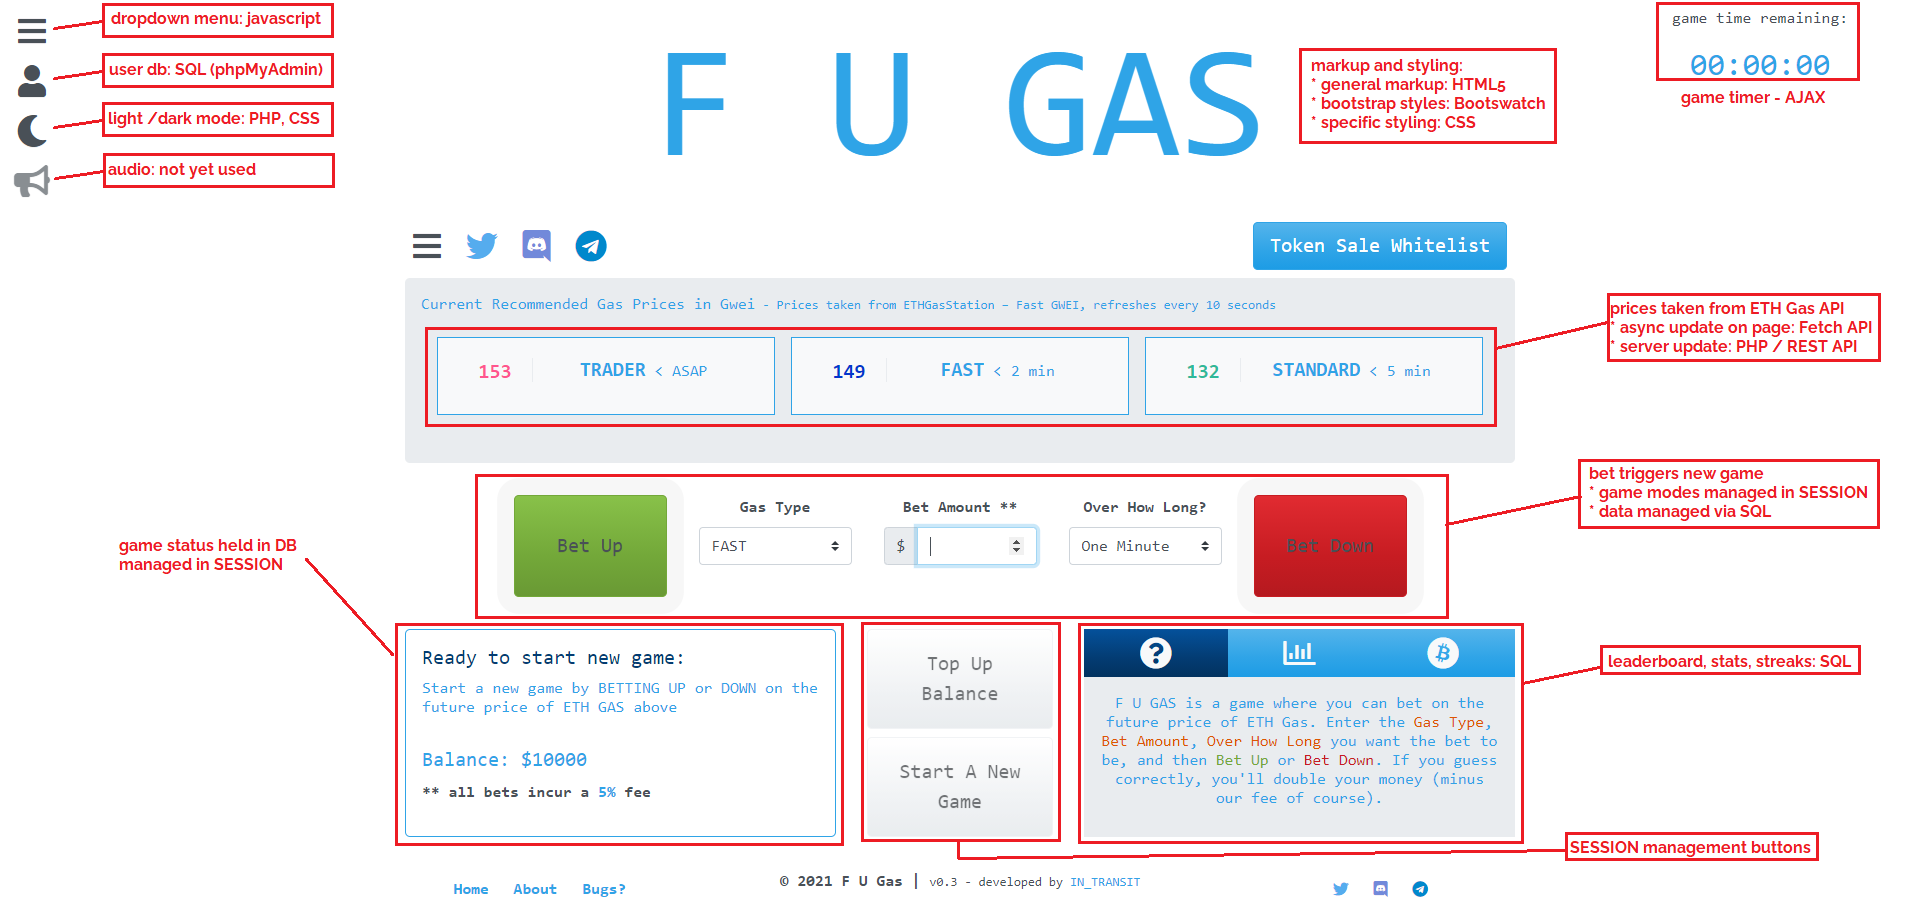 dropdown menu: javascript
user db: SQL (phpMyAdmin)
light /dark mode: PHP, CSS
audio: not yet used
F U GAS
markup and styling:
* general markup: HTML5
* bootstrap styles: Bootswatch
* specific styling: CSS
game time remaining:
00:00:00
game timer - AJAX
Token Sale Whitelist
Current Recommended Gas Prices in Gwei - Prices taken from ETHGasStation – Fast GWEI, refreshes every 10 seconds
153 TRADER < ASAP
149 FAST < 2 min
132 STANDARD < 5 min
prices taken from ETH Gas API
* async update on page: Fetch API
* server update: PHP / REST API
Bet Up
Gas Type
FAST
Bet Amount **
$
Over How Long?
One Minute
Bet Down
bet triggers new game
* game modes managed in SESSION
* data managed via SQL
game status held in DB
managed in SESSION
Ready to start new game:
Start a new game by BETTING UP or DOWN on the
future price of ETH GAS above
Balance: $10000
** all bets incur a 5% fee
Top Up
Balance
Start A New
Game
F U GAS is a game where you can bet on the
future price of ETH Gas. Enter the Gas Type,
Bet Amount, Over How Long you want the bet to
be, and then Bet Up or Bet Down. If you guess
correctly, you'll double your money (minus
our fee of course).
leaderboard, stats, streaks: SQL
SESSION management buttons
Home About Bugs?
© 2021 F U Gas | v0.3 - developed by IN_TRANSIT